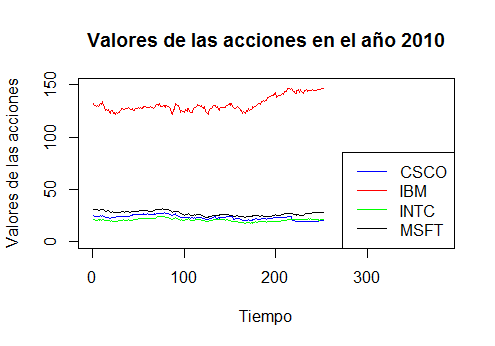 Valores de las acciones en el año 2010
Valores de las acciones
150
100
50
0
CSCO
IBM
INTC
MSFT
0 100 200 300
Tiempo